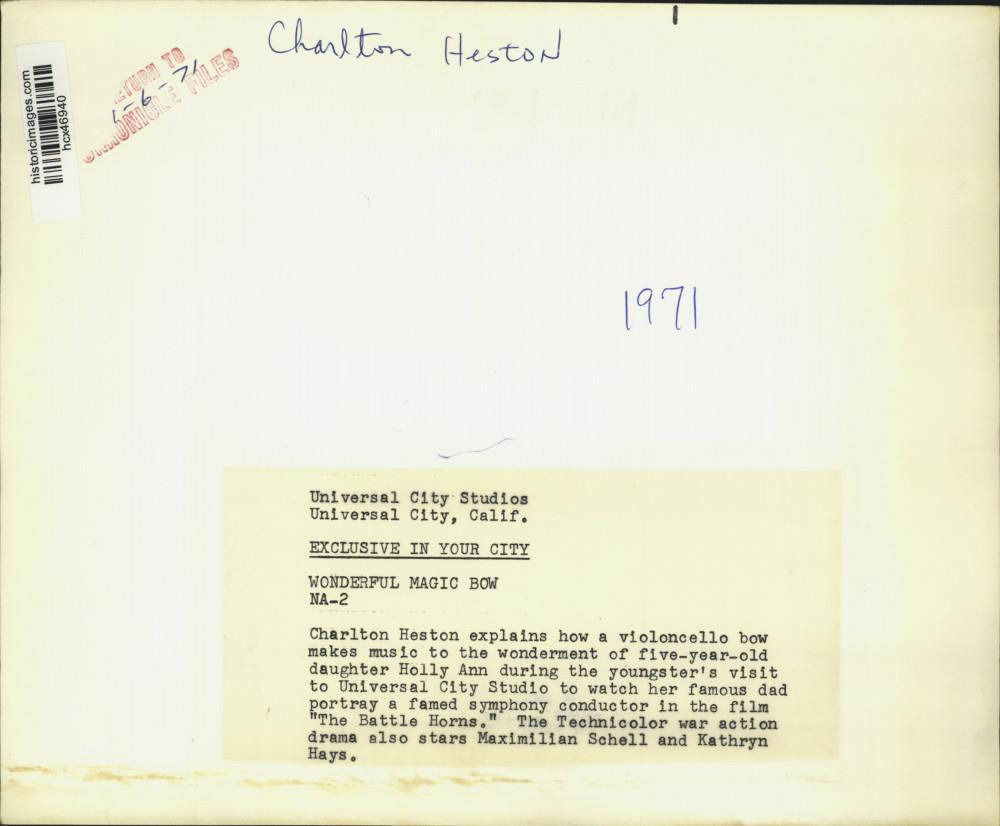 Charlton Heston
historicimages.com
hcx46940
RETURN TO
1-6-71
CHRONICLE FILES
1971
Universal City Studios
Universal City, Calif.
EXCLUSIVE IN YOUR CITY
WONDERFUL MAGIC BOW
NA-2
Charlton Heston explains how a violoncello bow
makes music to the wonderment of five-year-old
daughter Holly Ann during the youngster's visit
to Universal City Studio to watch her famous dad
portray a famed symphony conductor in the film
"The Battle Horns." The Technicolor war action
drama also stars Maximilian Schell and Kathryn
Hays.